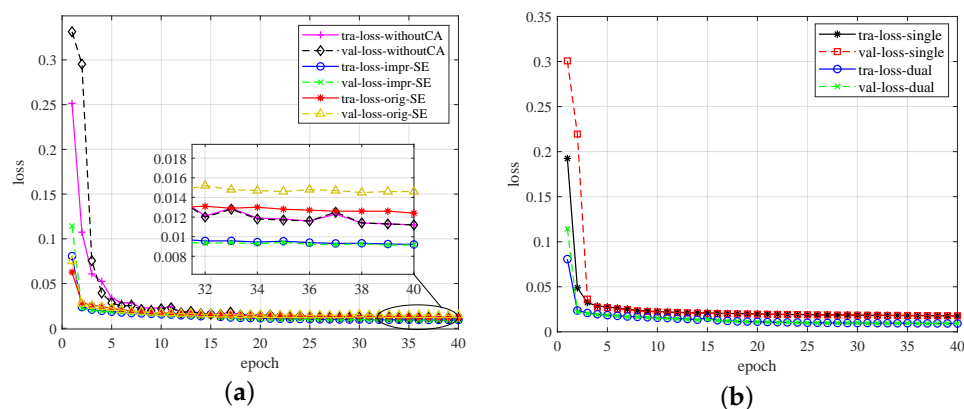 tra-loss-withoutCA
val-loss-withoutCA
tra-loss-impr-SE
val-loss-impr-SE
tra-loss-orig-SE
val-loss-orig-SE
0.3
0.25
0.2
0.15
0.1
0.05
0
loss
0.018
0.016
0.014
0.012
0.01
0.008
32 34 36 38 40
0 5 10 15 20 25 30 35 40
epoch
(a)
tra-loss-single
val-loss-single
tra-loss-dual
val-loss-dual
0.35
0.3
0.25
0.2
0.15
0.1
0.05
0
loss
0 5 10 15 20 25 30 35 40
epoch
(b)